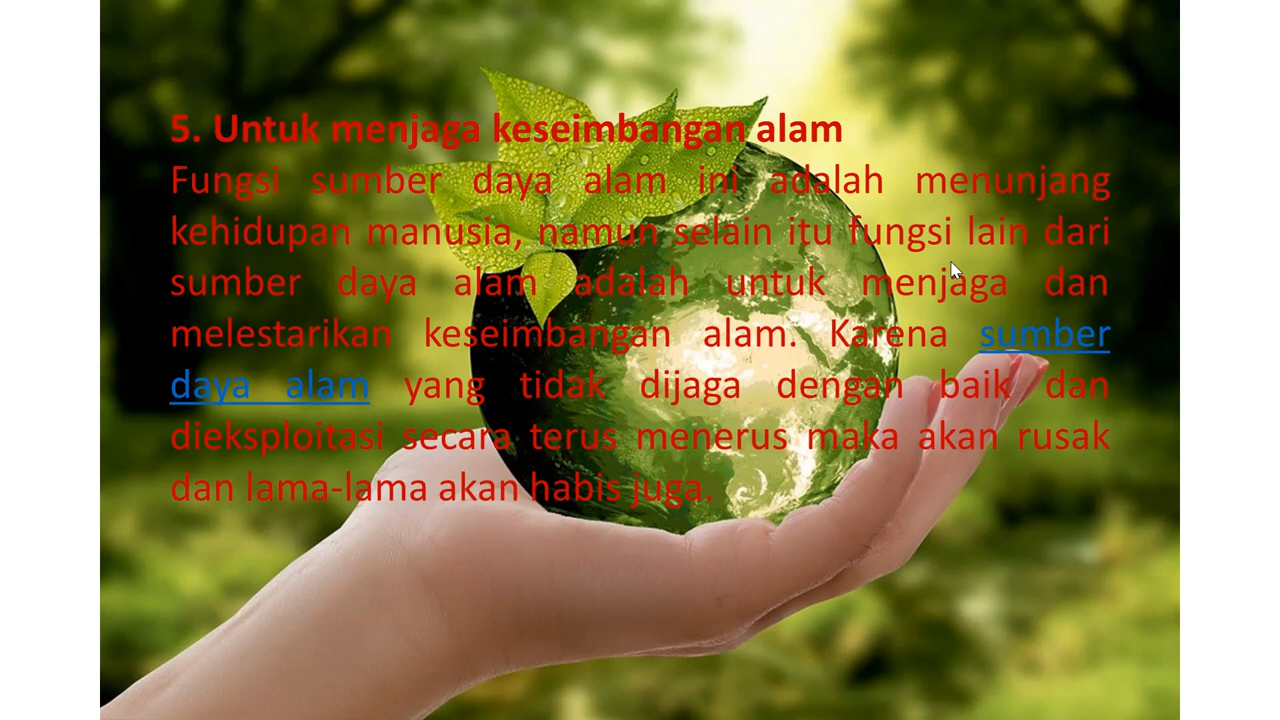 5. Untuk menjaga keseimbangan alam
Fungsi sumber daya alam ini adalah menunjang
kehidupan manusia, namun selain itu fungsi lain dari
sumber daya alam adalah untuk menjaga dan
melestarikan keseimbangan alam. Karena sumber
daya alam yang tidak dijaga dengan baik dan
dieksploitasi secara terus menerus maka akan rusak
dan lama-lama akan habis juga.